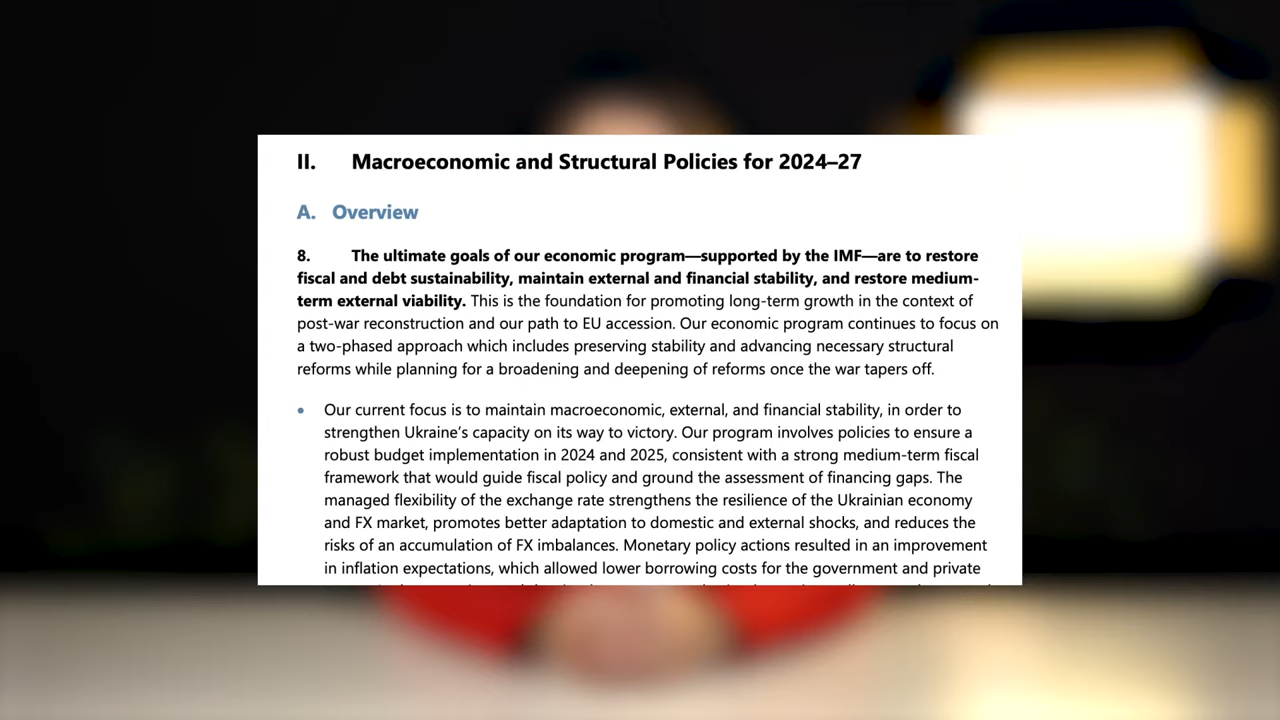 II. Macroeconomic and Structural Policies for 2024–27
A. Overview
8. The ultimate goals of our economic program—supported by the IMF—are to restore
fiscal and debt sustainability, maintain external and financial stability, and restore medium-
term external viability. This is the foundation for promoting long-term growth in the context of
post-war reconstruction and our path to EU accession. Our economic program continues to focus on
a two-phased approach which includes preserving stability and advancing necessary structural
reforms while planning for a broadening and deepening of reforms once the war tapers off.
• Our current focus is to maintain macroeconomic, external, and financial stability, in order to
strengthen Ukraine’s capacity on its way to victory. Our program involves policies to ensure a
robust budget implementation in 2024 and 2025, consistent with a strong medium-term fiscal
framework that would guide fiscal policy and ground the assessment of financing gaps. The
managed flexibility of the exchange rate strengthens the resilience of the Ukrainian economy
and FX market, promotes better adaptation to domestic and external shocks, and reduces the
risks of an accumulation of FX imbalances. Monetary policy actions resulted in an improvement
in inflation expectations, which allowed lower borrowing costs for the government and private